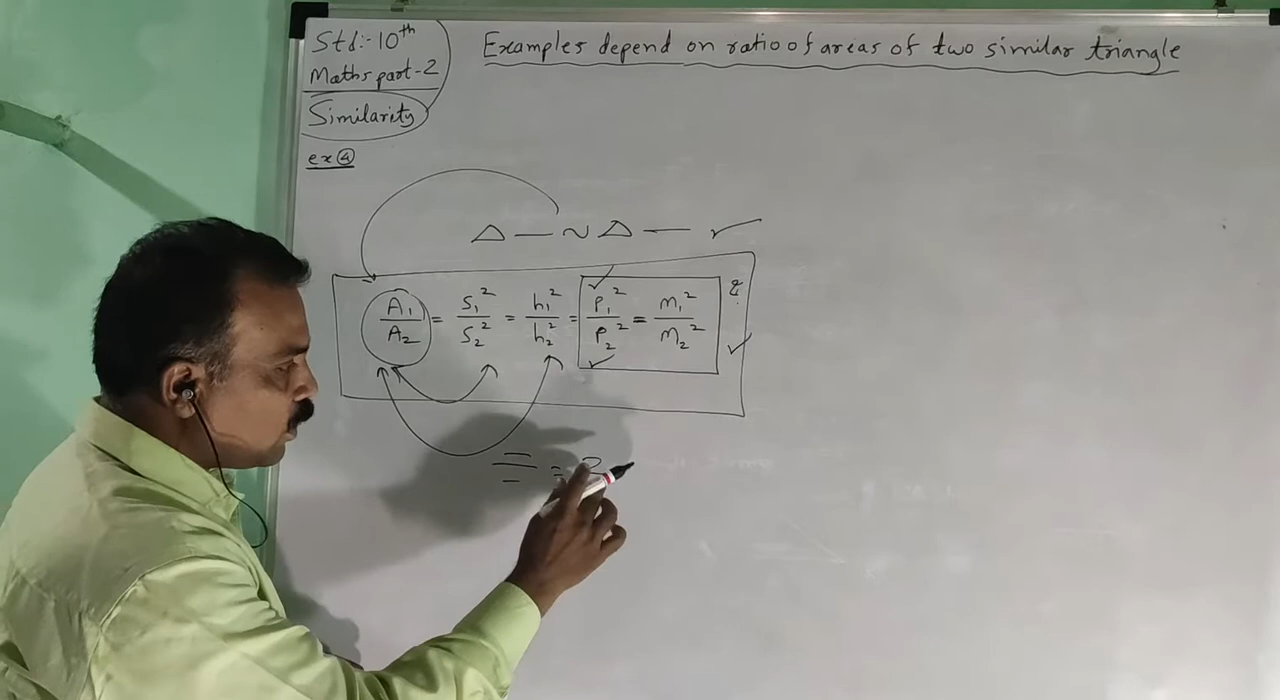 Std:- 10th
Maths part-2
Similarity
Examples depend on ratio of areas of two similar triangle
ex ④
△ — ~ △ — ✓
A₁/A₂ = S₁²/S₂² = h₁²/h₂² = P₁²/P₂² = m₁²/m₂²